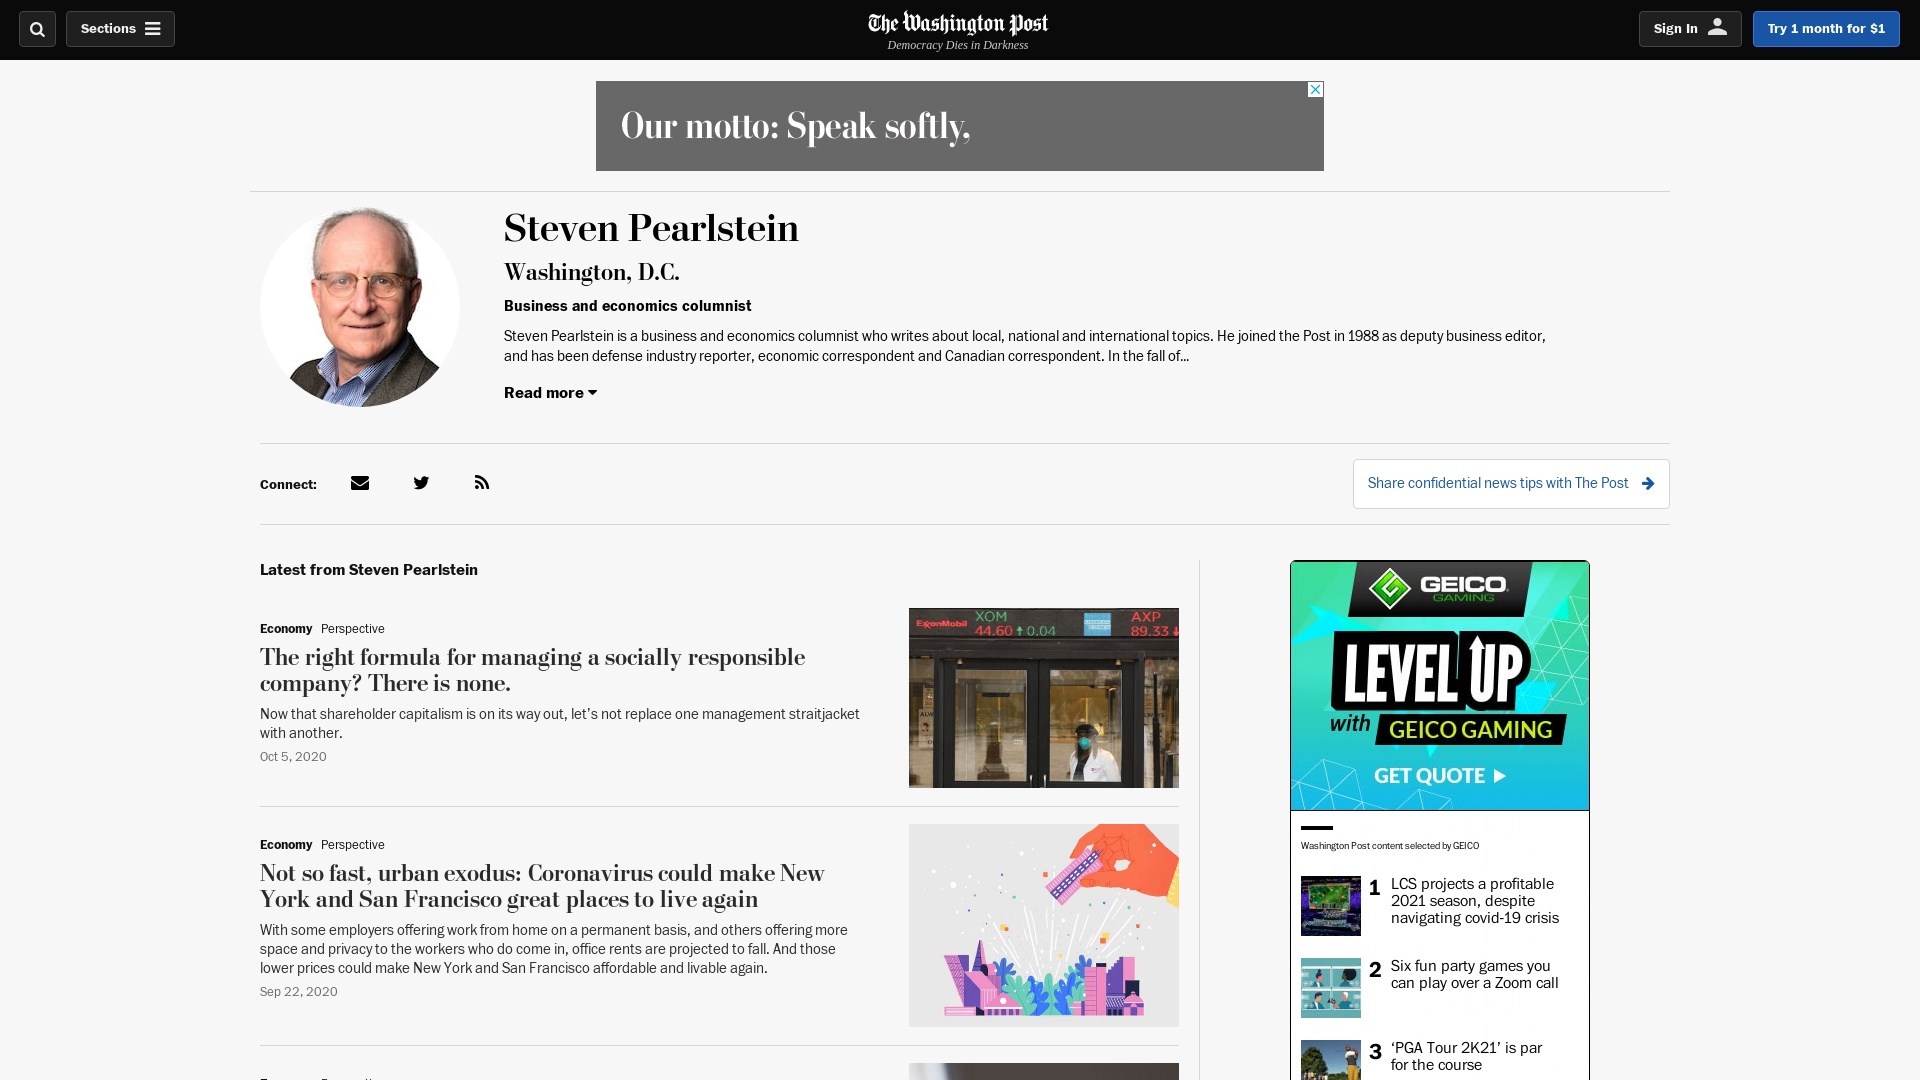 Sections
The Washington Post
Democracy Dies in Darkness
Sign In
Try 1 month for $1
Our motto: Speak softly,
Steven Pearlstein
Washington, D.C.
Business and economics columnist
Steven Pearlstein is a business and economics columnist who writes about local, national and international topics. He joined the Post in 1988 as deputy business editor,
and has been defense industry reporter, economic correspondent and Canadian correspondent. In the fall of...
Read more
Connect:
Share confidential news tips with The Post
Latest from Steven Pearlstein
Economy Perspective
The right formula for managing a socially responsible
company? There is none.
Now that shareholder capitalism is on its way out, let’s not replace one management straitjacket
with another.
Oct 5, 2020
ExxonMobil XOM 44.60 0.04 AXP 89.33
Economy Perspective
Not so fast, urban exodus: Coronavirus could make New
York and San Francisco great places to live again
With some employers offering work from home on a permanent basis, and others offering more
space and privacy to the workers who do come in, office rents are projected to fall. And those
lower prices could make New York and San Francisco affordable and livable again.
Sep 22, 2020
GEICO
GAMING
LEVEL UP
with GEICO GAMING
GET QUOTE
Washington Post content selected by GEICO
1 LCS projects a profitable
2021 season, despite
navigating covid-19 crisis
2 Six fun party games you
can play over a Zoom call
3 ‘PGA Tour 2K21’ is par
for the course